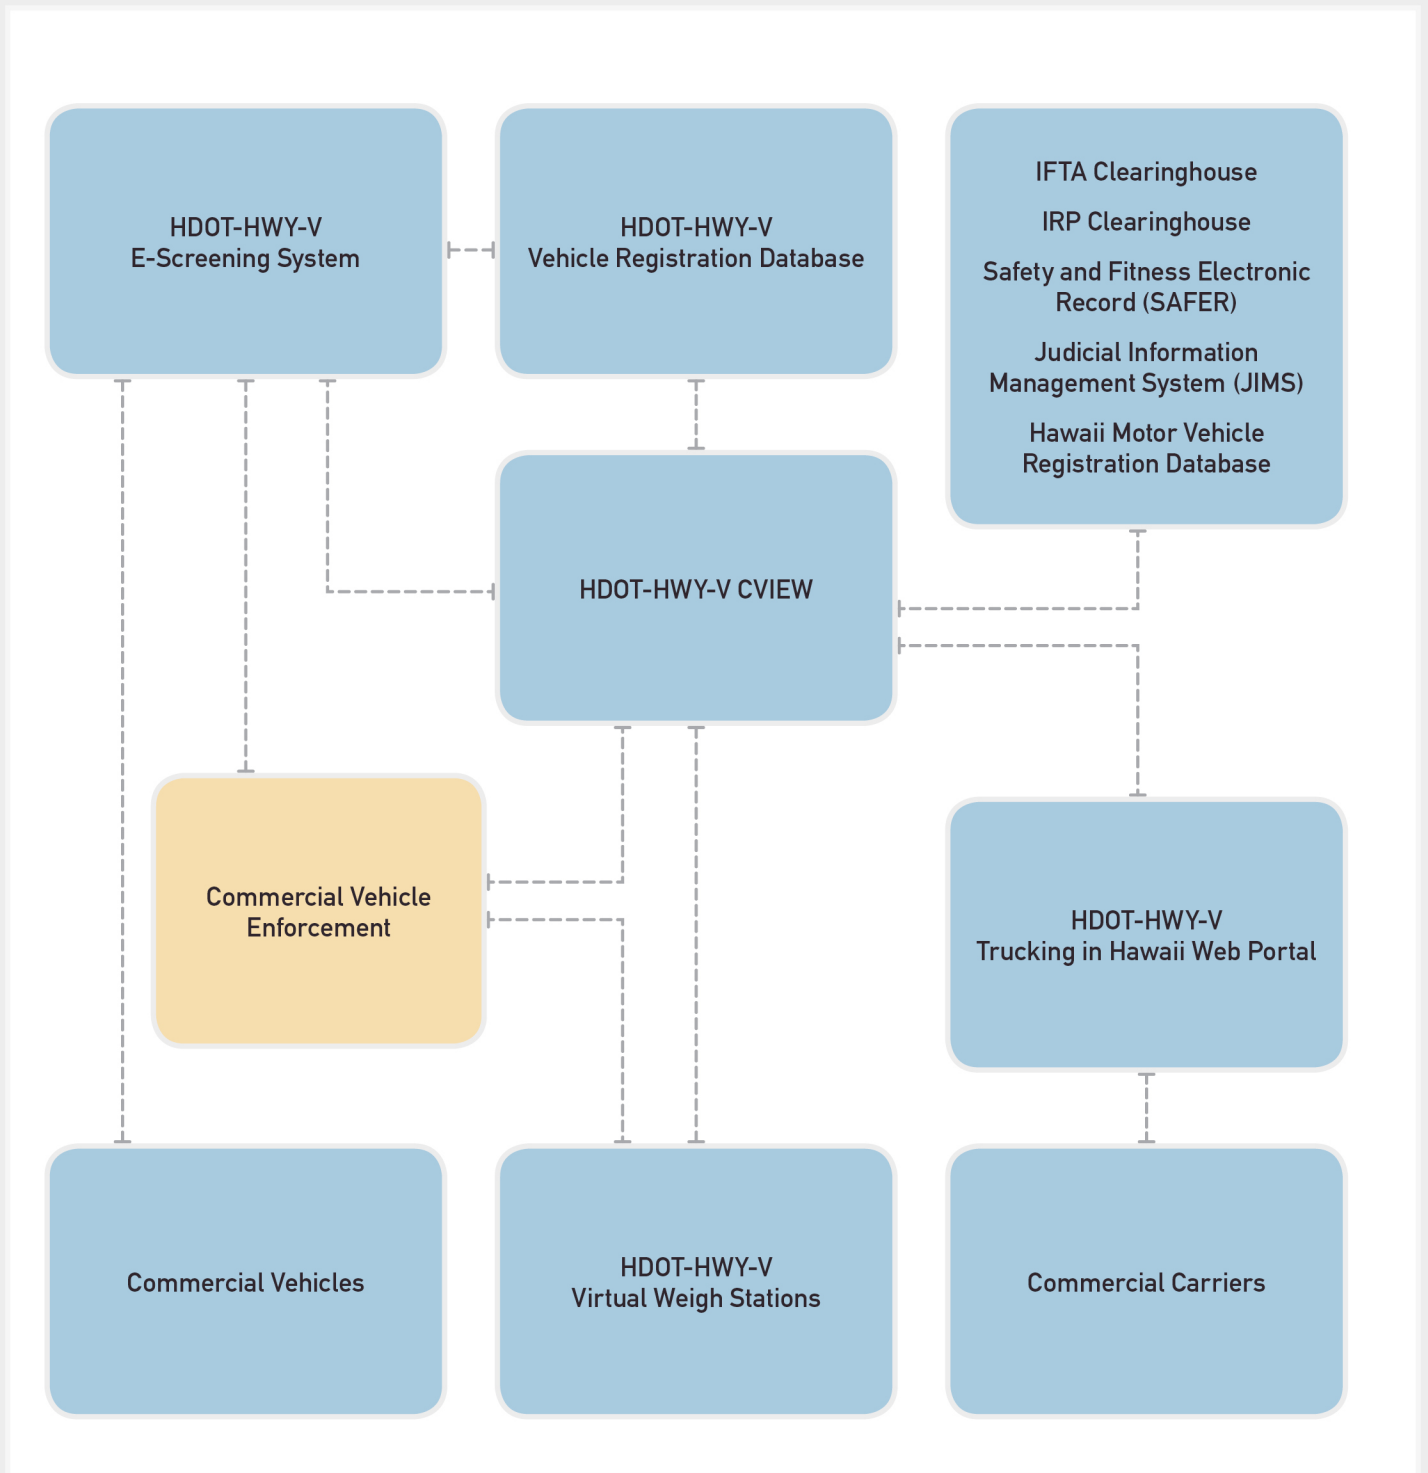 HDOT-HWY-V
E-Screening System
HDOT-HWY-V
Vehicle Registration Database
IFTA Clearinghouse
IRP Clearinghouse
Safety and Fitness Electronic
Record (SAFER)
Judicial Information
Management System (JIMS)
Hawaii Motor Vehicle
Registration Database
HDOT-HWY-V CVIEW
Commercial Vehicle
Enforcement
HDOT-HWY-V
Trucking in Hawaii Web Portal
Commercial Vehicles
HDOT-HWY-V
Virtual Weigh Stations
Commercial Carriers